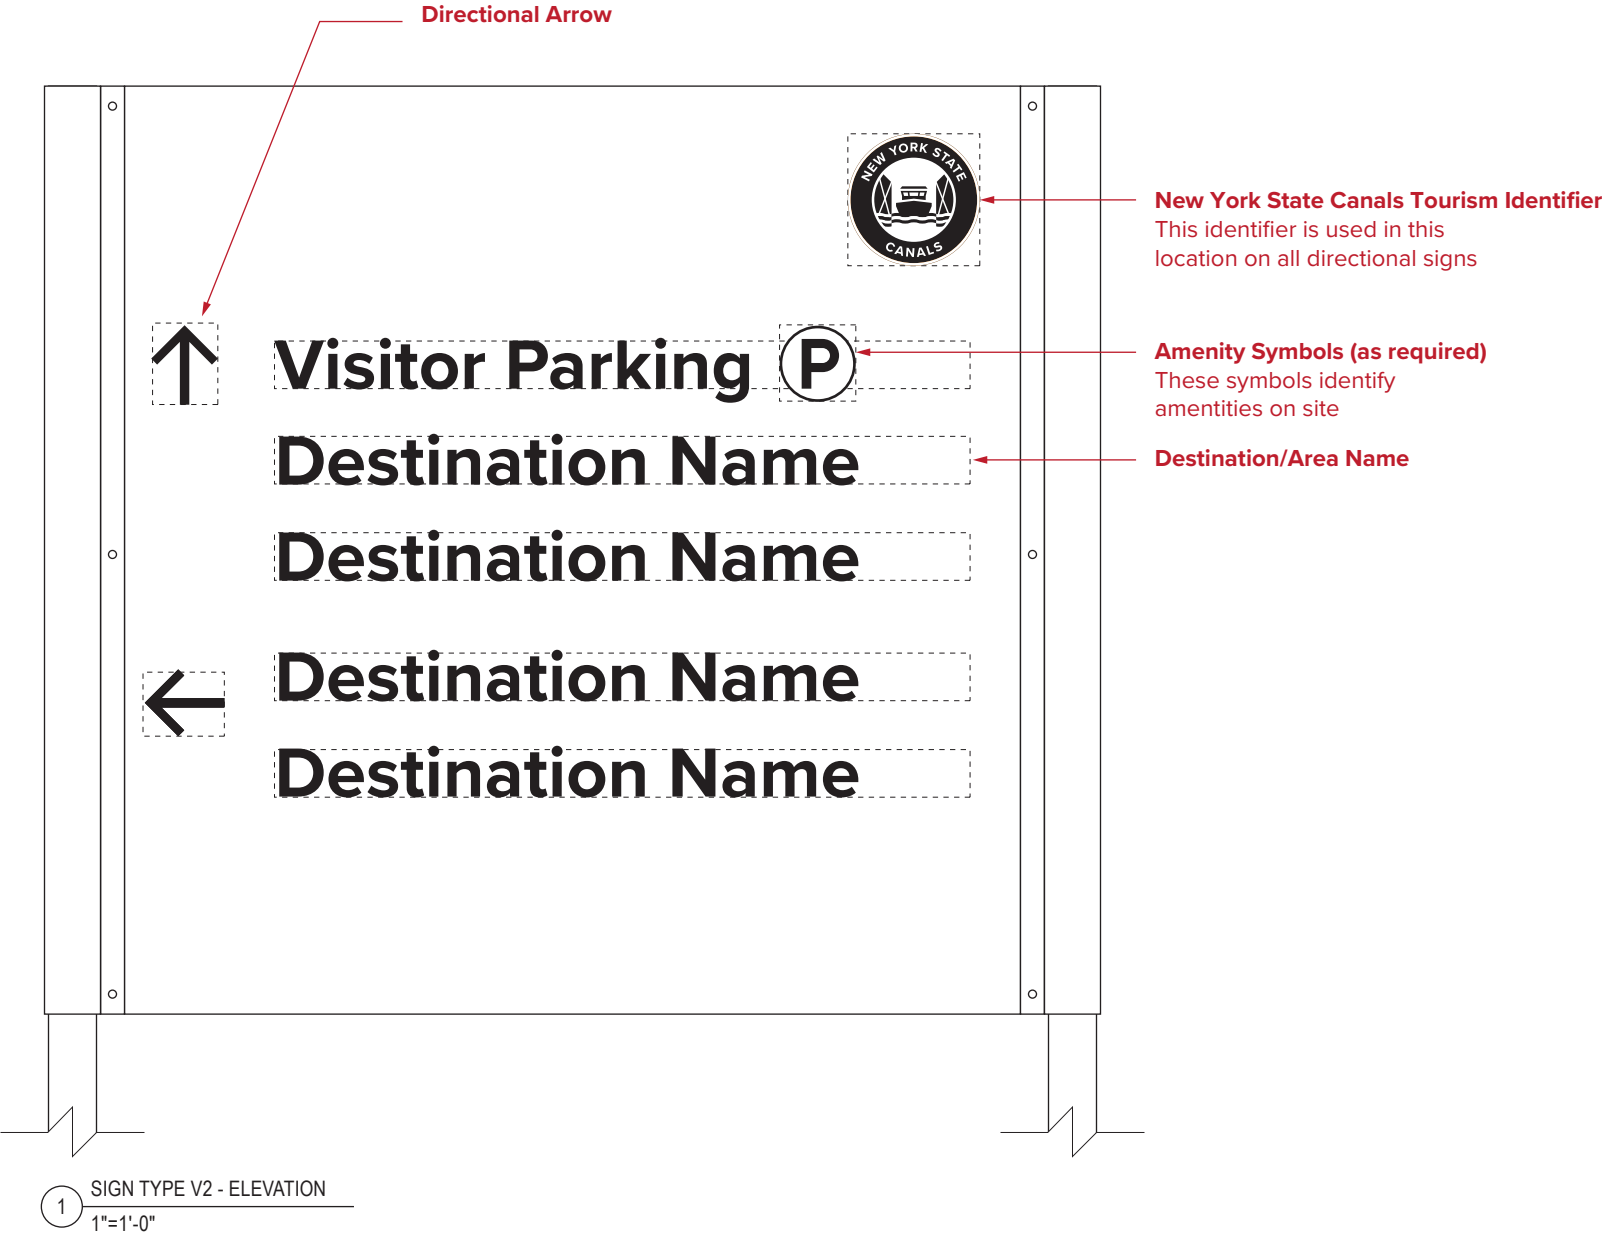 Directional Arrow
NEW YORK STATE
CANALS
New York State Canals Tourism Identifier
This identifier is used in this
location on all directional signs
Visitor Parking P
Amenity Symbols (as required)
These symbols identify
amentities on site
Destination Name
Destination/Area Name
Destination Name
Destination Name
Destination Name
1
SIGN TYPE V2 - ELEVATION
1"=1'-0"